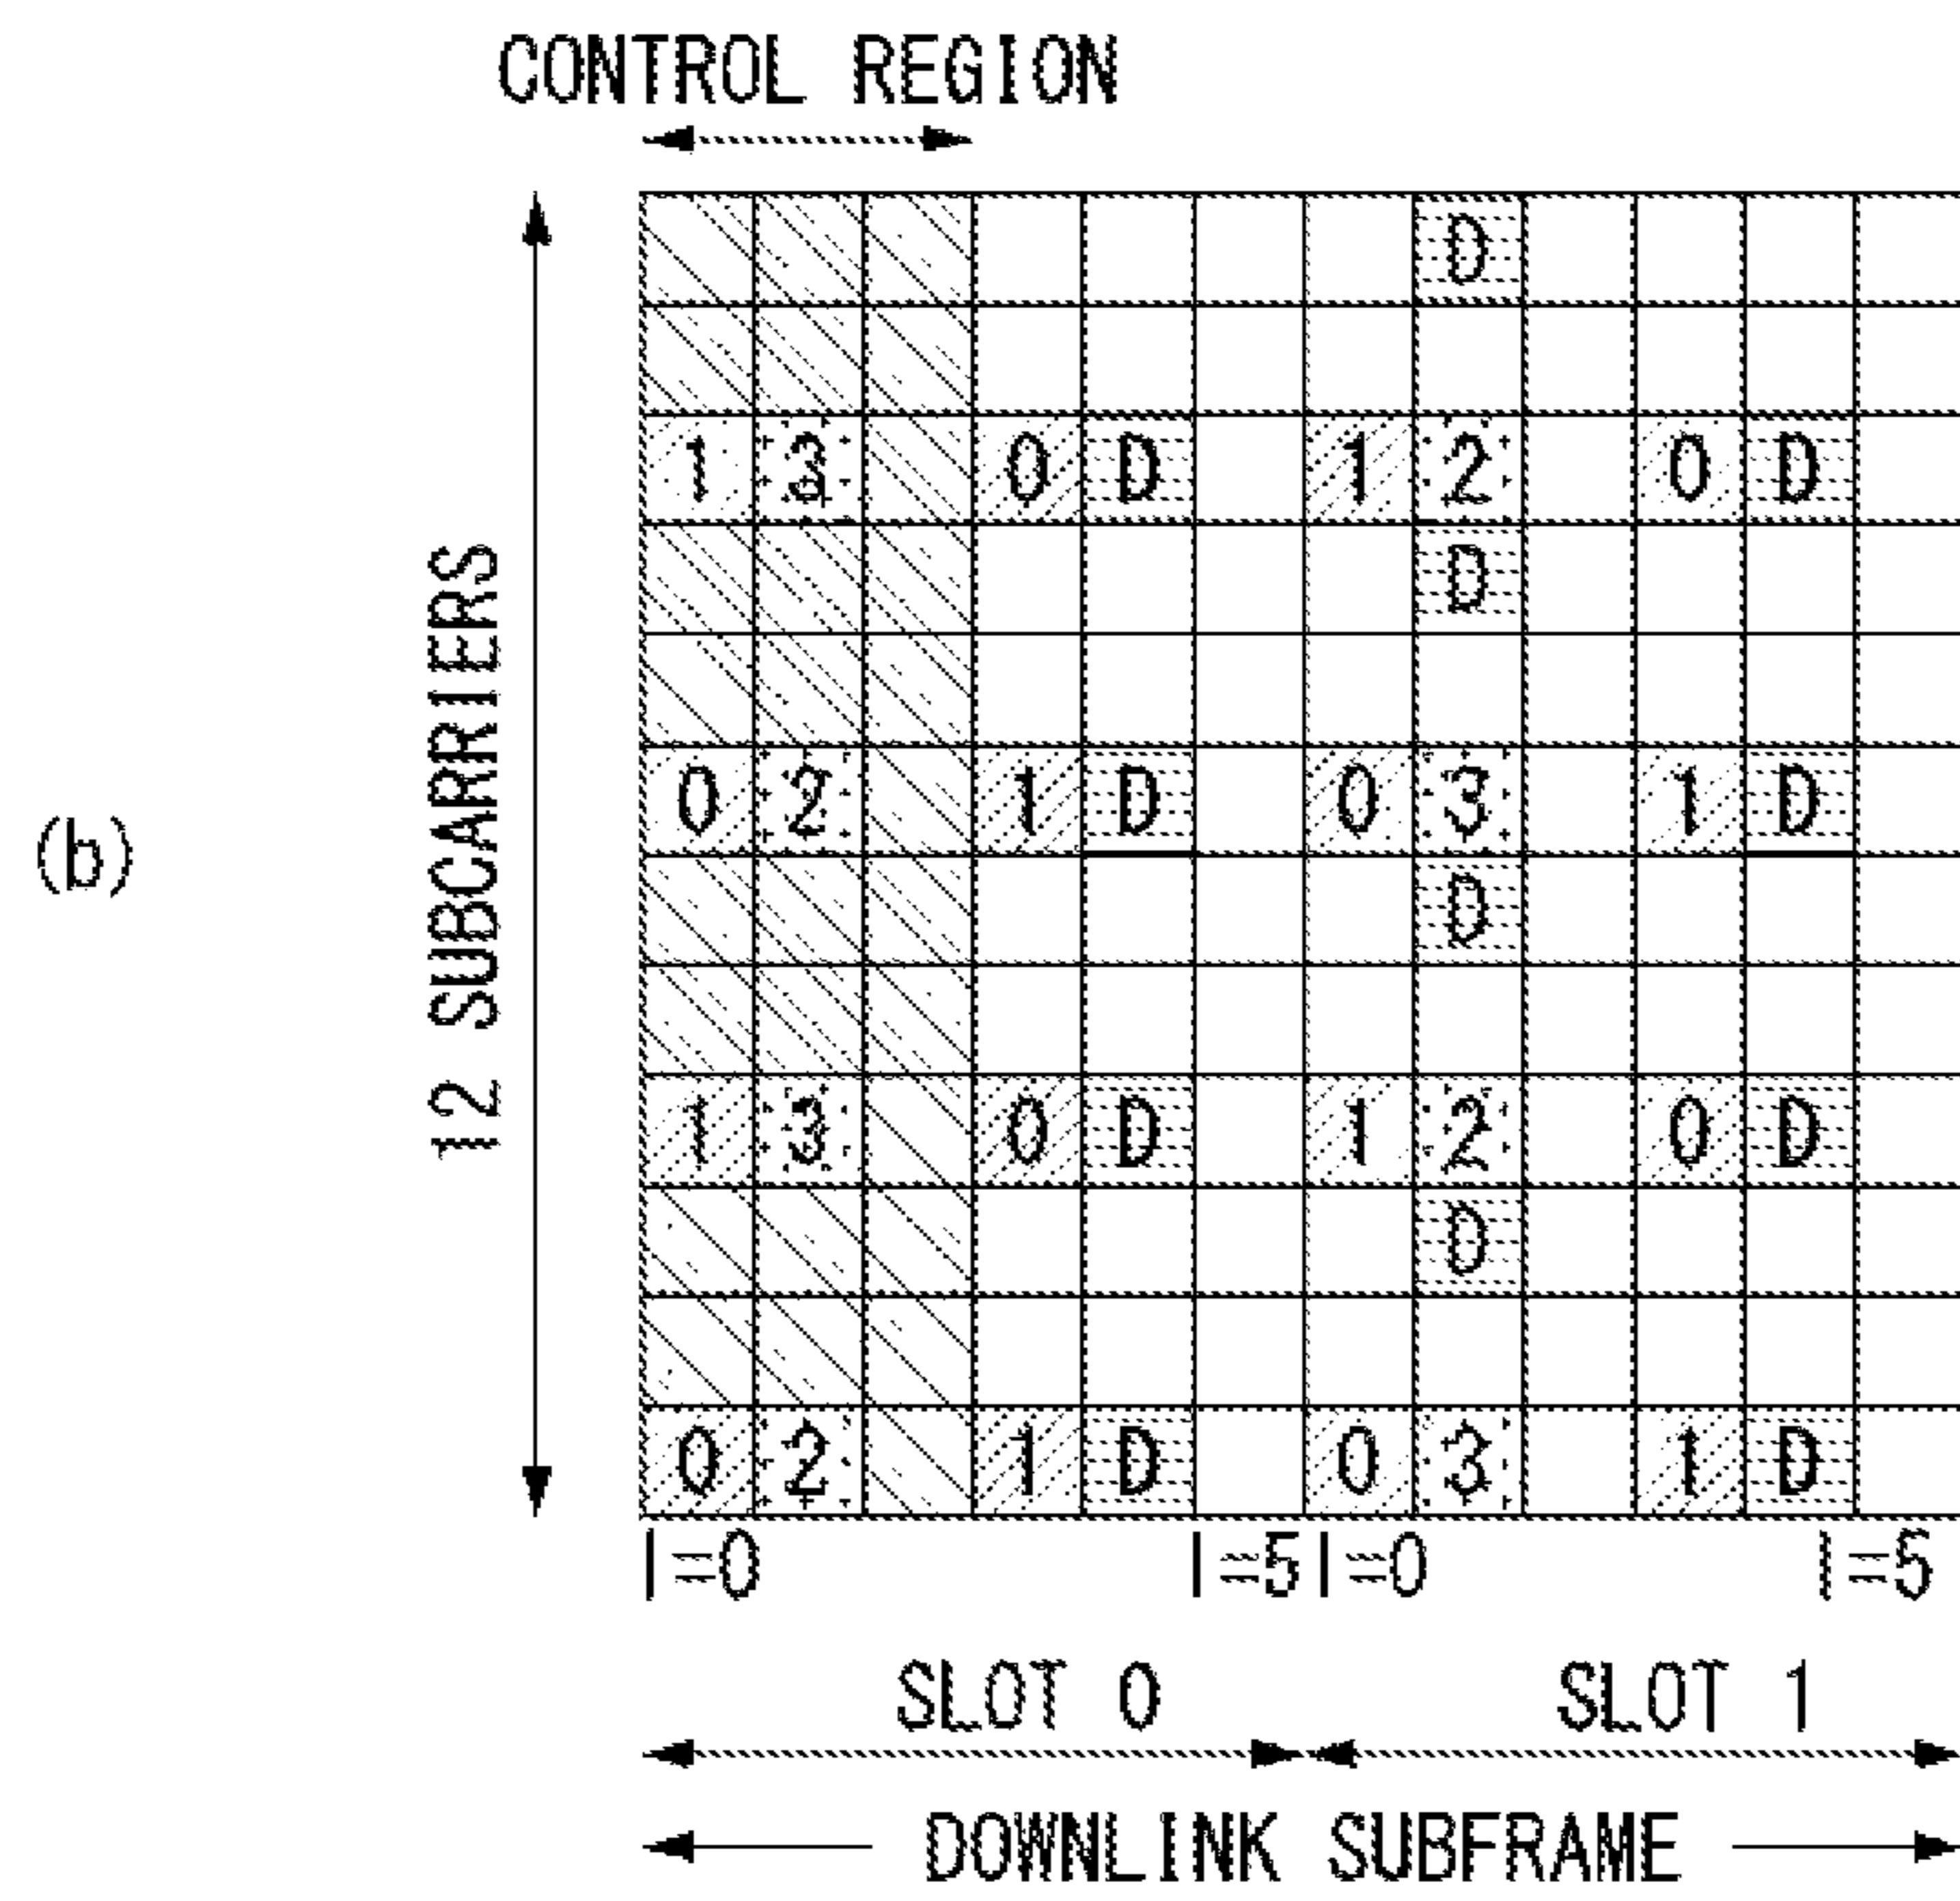 CONTROL REGION
D
1 3 0 D 1 2 0 D
D
12 SUBCARRIERS
0 2 1 D 0 3 1 D
(b)
D
1 3 0 D 1 2 0 D
D
0 2 1 D 0 3 1 D
l=0 l=5 l=0 l=5
SLOT 0 SLOT 1
DOWNLINK SUBFRAME